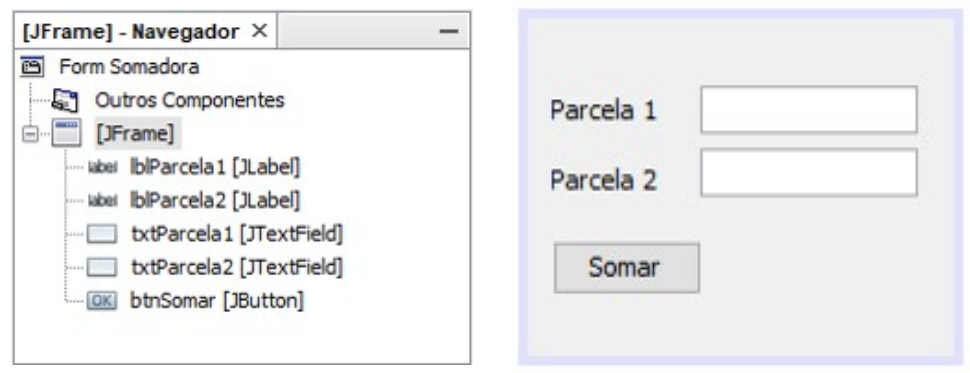 [JFrame] - Navegador ×
Form Somadora
Outros Componentes
[JFrame]
label lblParcela1 [JLabel]
label lblParcela2 [JLabel]
txtParcela1 [JTextField]
txtParcela2 [JTextField]
OK btnSomar [JButton]
Parcela 1
Parcela 2
Somar